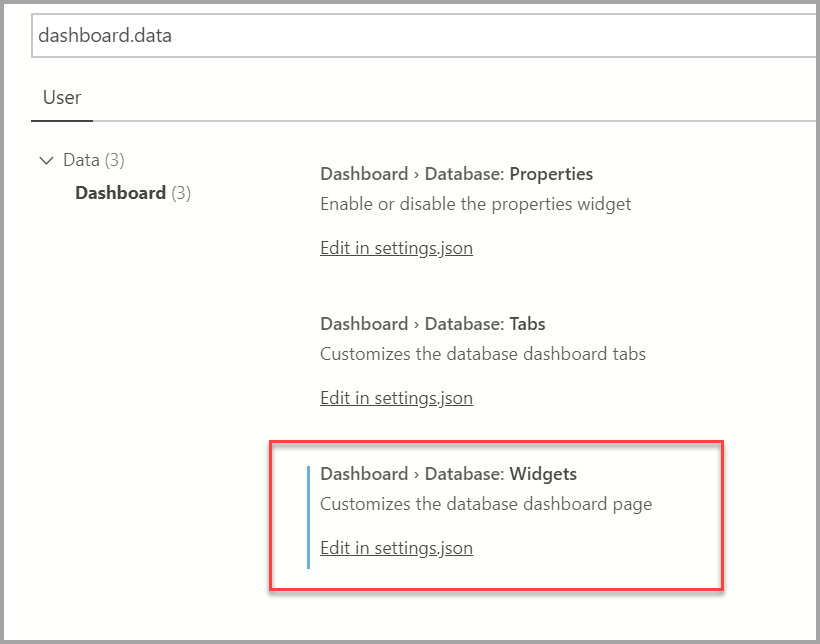 dashboard.data
User
Data (3)
Dashboard (3)
Dashboard › Database: Properties
Enable or disable the properties widget
Edit in settings.json
Dashboard › Database: Tabs
Customizes the database dashboard tabs
Edit in settings.json
Dashboard › Database: Widgets
Customizes the database dashboard page
Edit in settings.json